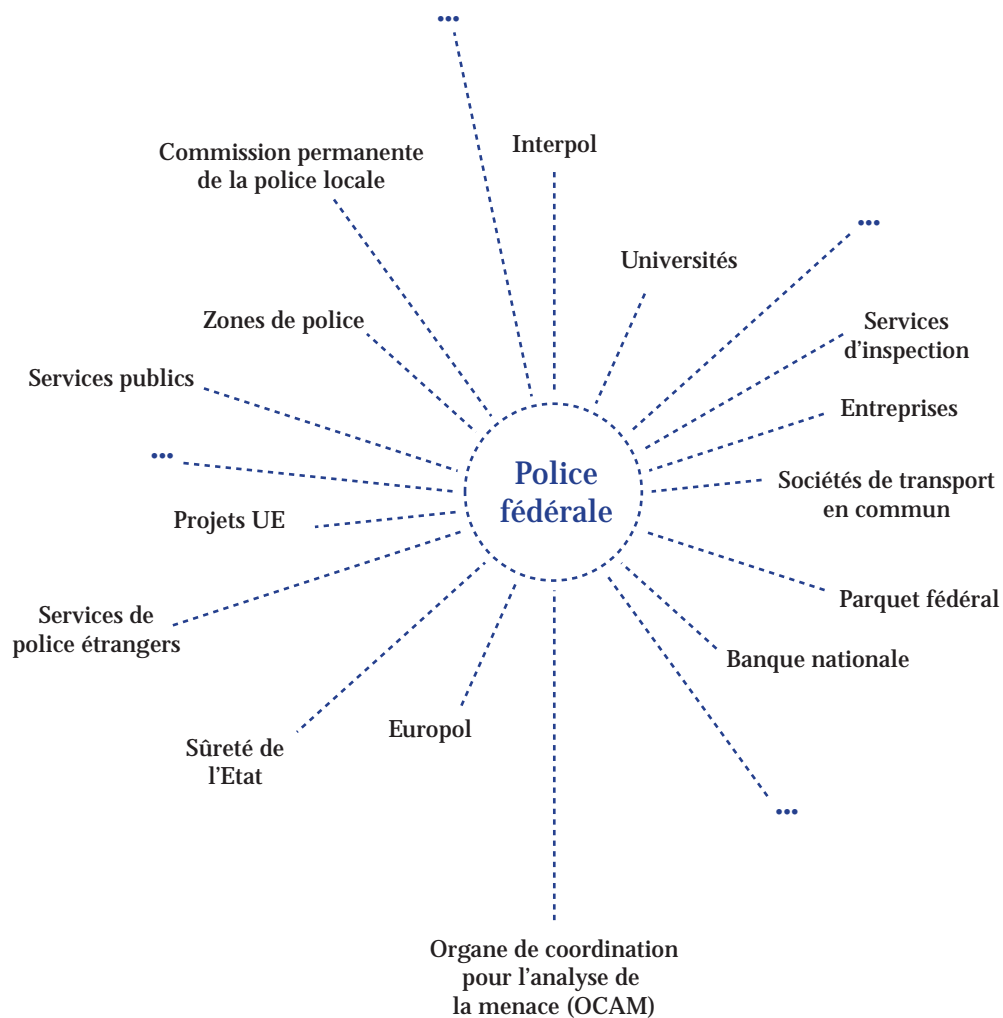 •••
Interpol
Commission permanente
de la police locale
•••
Universités
Zones de police
Services
d'inspection
Services publics
Entreprises
•••
Police
fédérale
Sociétés de transport
en commun
Projets UE
Parquet fédéral
Services de
police étrangers
Banque nationale
Europol
Sûreté de
l'Etat
•••
Organe de coordination
pour l'analyse de
la menace (OCAM)